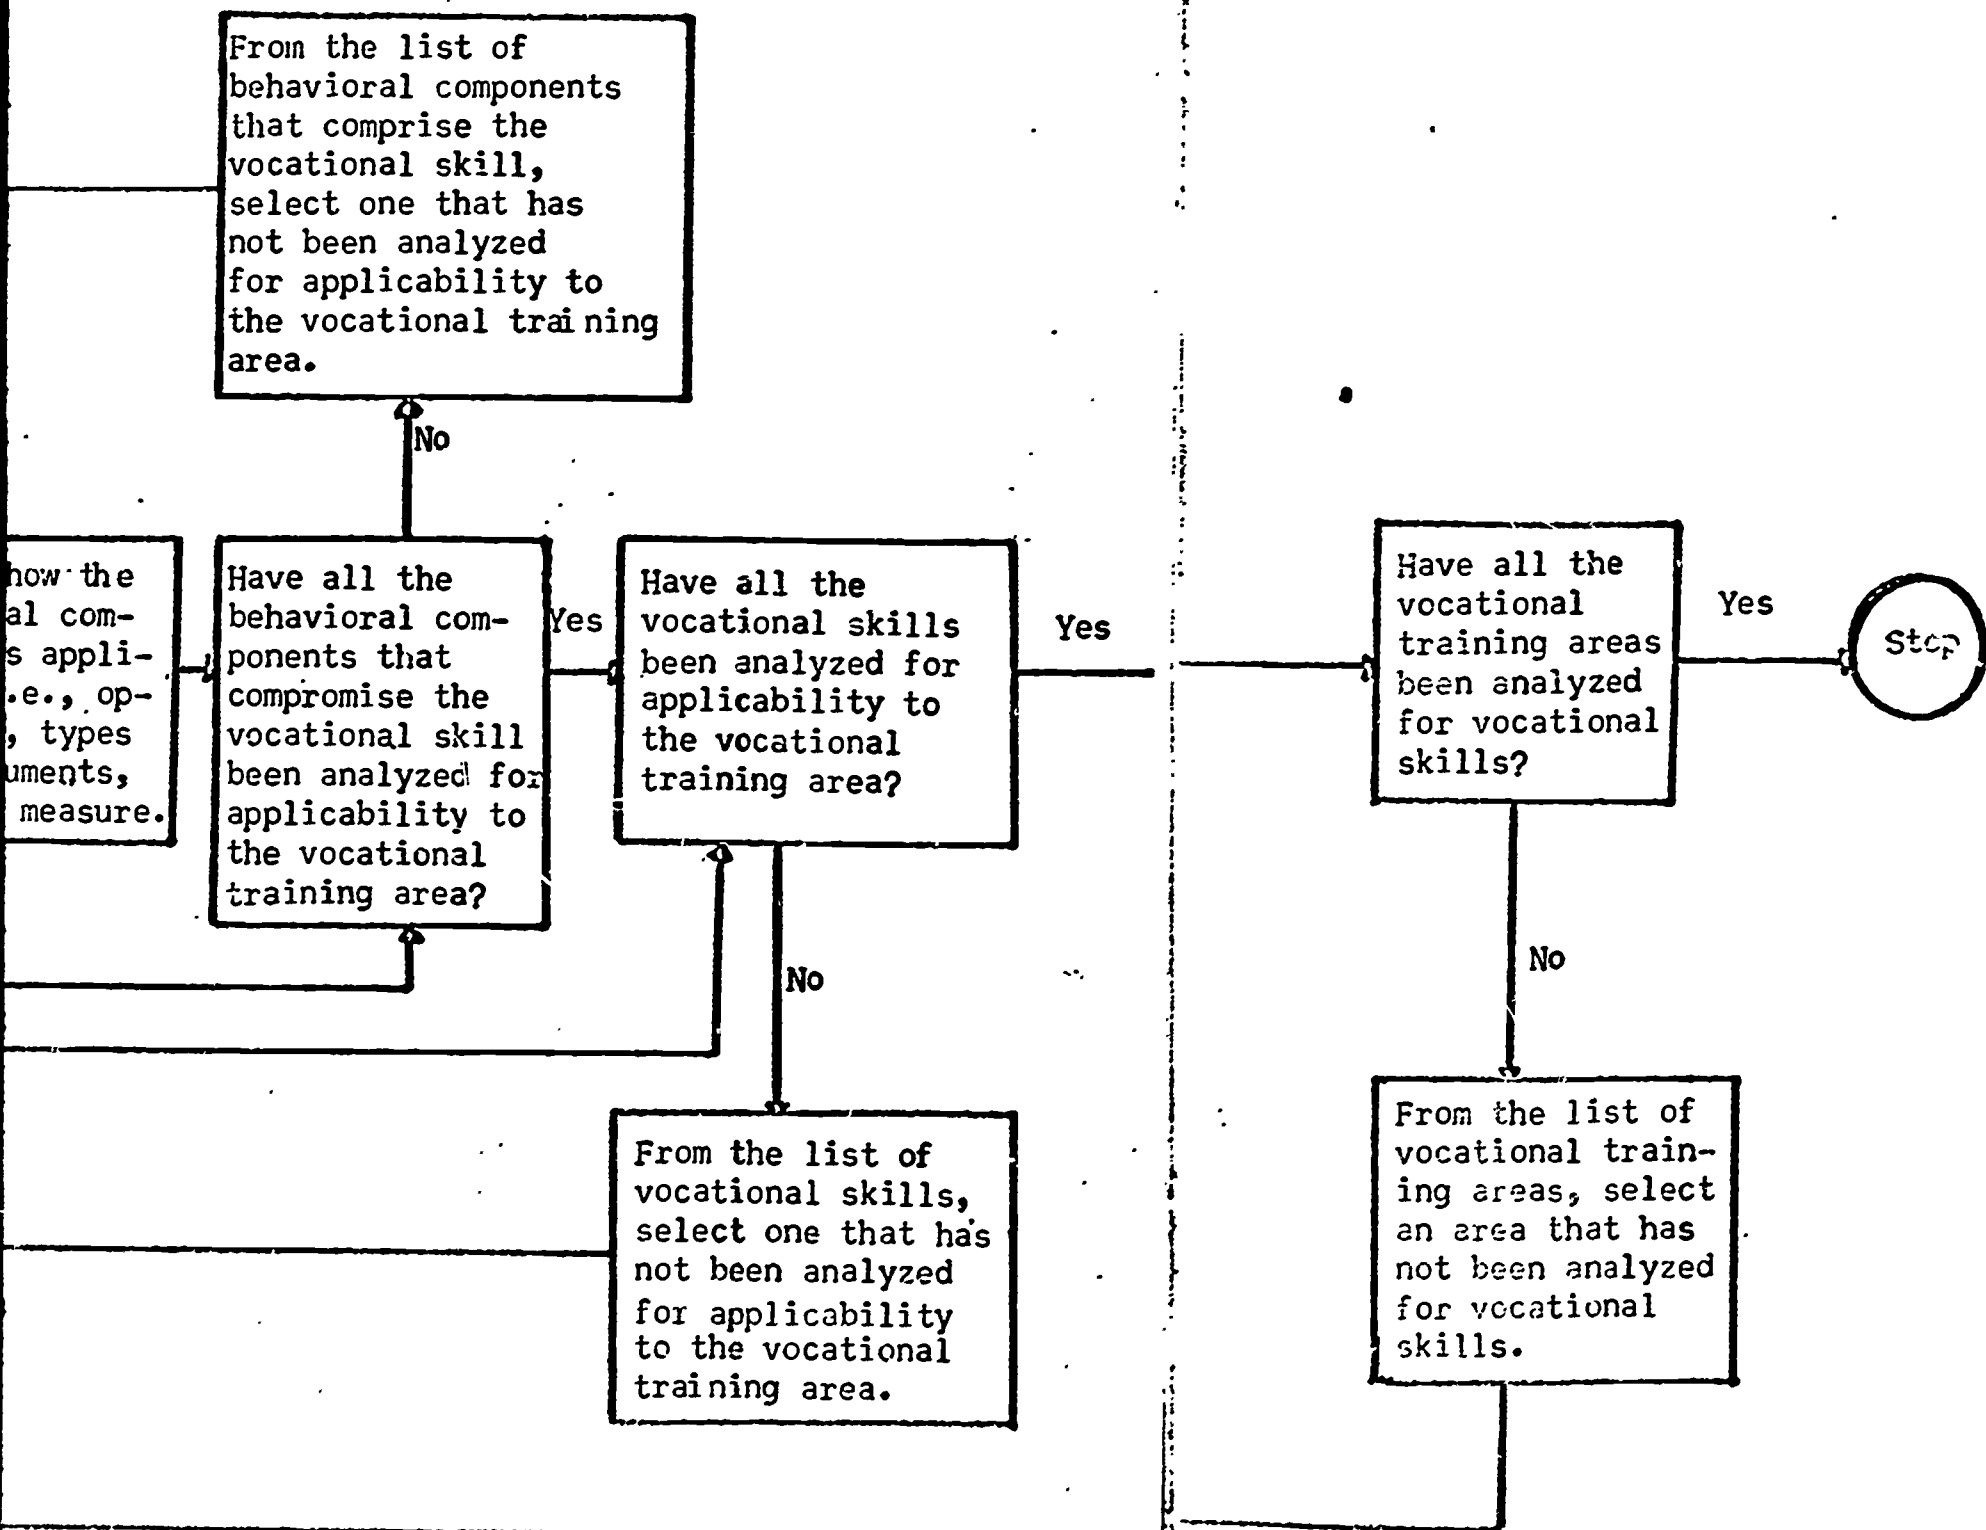 From the list of
behavioral components
that comprise the
vocational skill,
select one that has
not been analyzed
for applicability to
the vocational training
area.
No
how the
al com-
s appli-
.e., op-
, types
uments,
measure.
Have all the
behavioral com-
ponents that
compromise the
vocational skill
been analyzed for
applicability to
the vocational
training area?
Yes
Have all the
vocational skills
been analyzed for
applicability to
the vocational
training area?
Yes
Have all the
vocational
training areas
been analyzed
for vocational
skills?
Yes
Stop
No
No
From the list of
vocational skills,
select one that has
not been analyzed
for applicability
to the vocational
training area.
From the list of
vocational train-
ing areas, select
an area that has
not been analyzed
for vocational
skills.